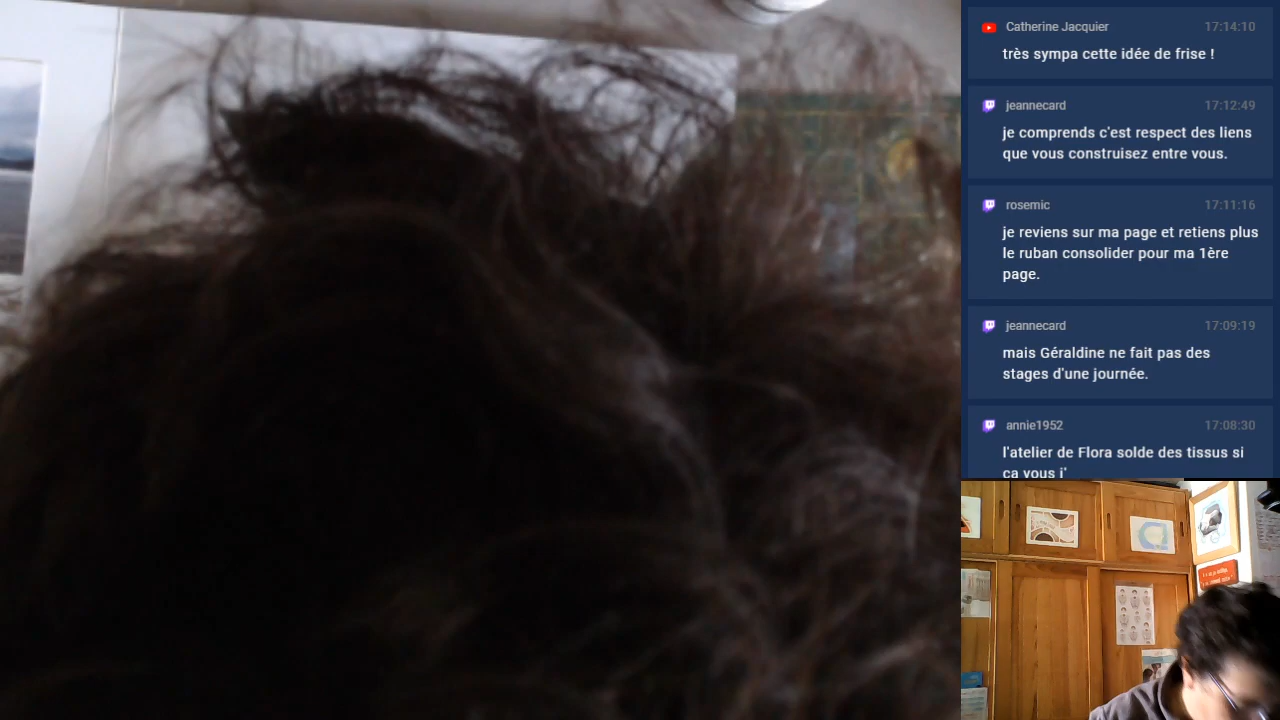 Catherine Jacquier 17:14:10
très sympa cette idée de frise !
jeannecard 17:12:49
je comprends c'est respect des liens
que vous construisez entre vous.
rosemic 17:11:16
je reviens sur ma page et retiens plus
le ruban consolider pour ma 1ère
page.
jeannecard 17:09:19
mais Géraldine ne fait pas des
stages d'une journée.
annie1952 17:08:30
l'atelier de Flora solde des tissus si
ça vous i'